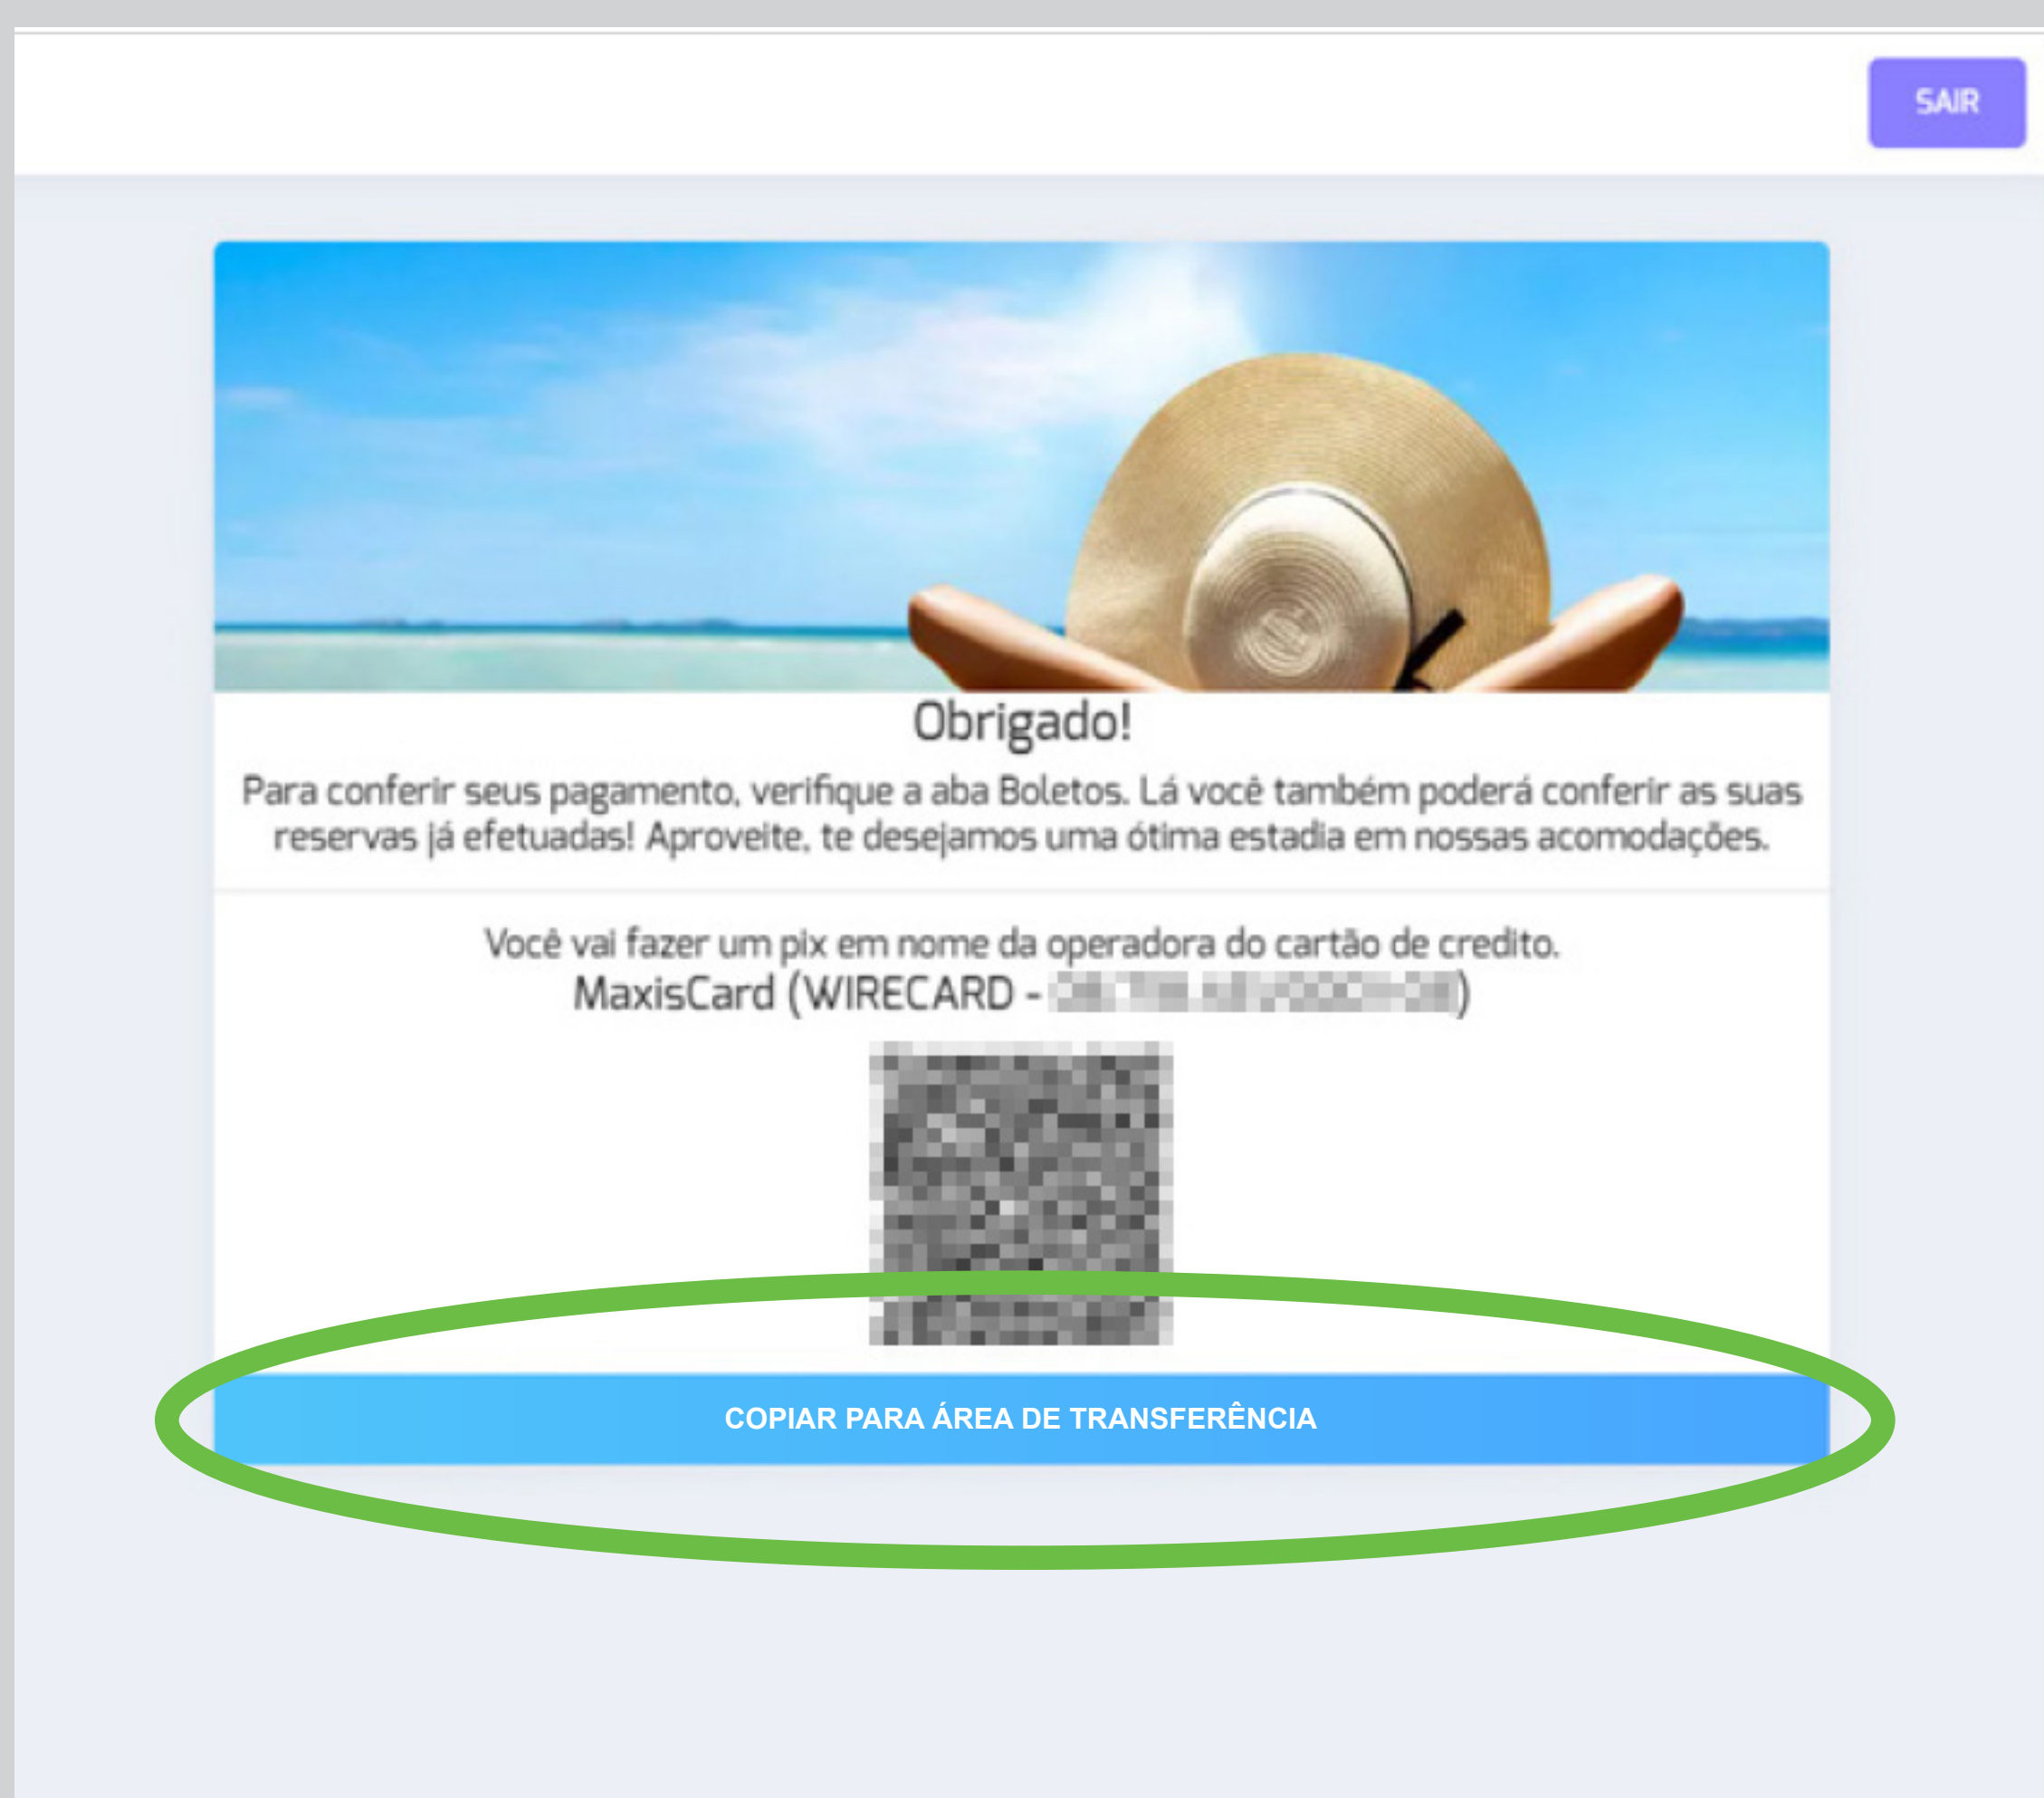 SAIR
Obrigado!
Para conferir seus pagamento, verifique a aba Boletos. Lá você também poderá conferir as suas
reservas já efetuadas! Aproveite, te desejamos uma ótima estadia em nossas acomodações.
Você vai fazer um pix em nome da operadora do cartão de credito.
MaxisCard (WIRECARD - )
COPIAR PARA ÁREA DE TRANSFERÊNCIA